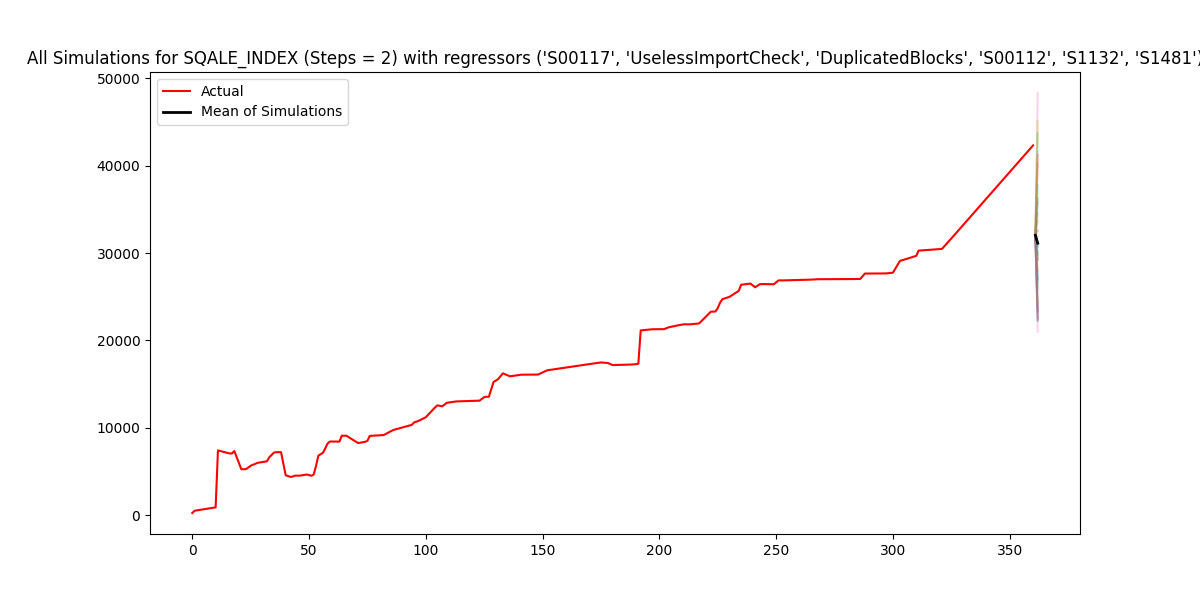 All Simulations for SQALE_INDEX (Steps = 2) with regressors ('S00117', 'UselessImportCheck', 'DuplicatedBlocks', 'S00112', 'S1132', 'S1481')
Actual
Mean of Simulations
50000
40000
30000
20000
10000
0
0 50 100 150 200 250 300 350